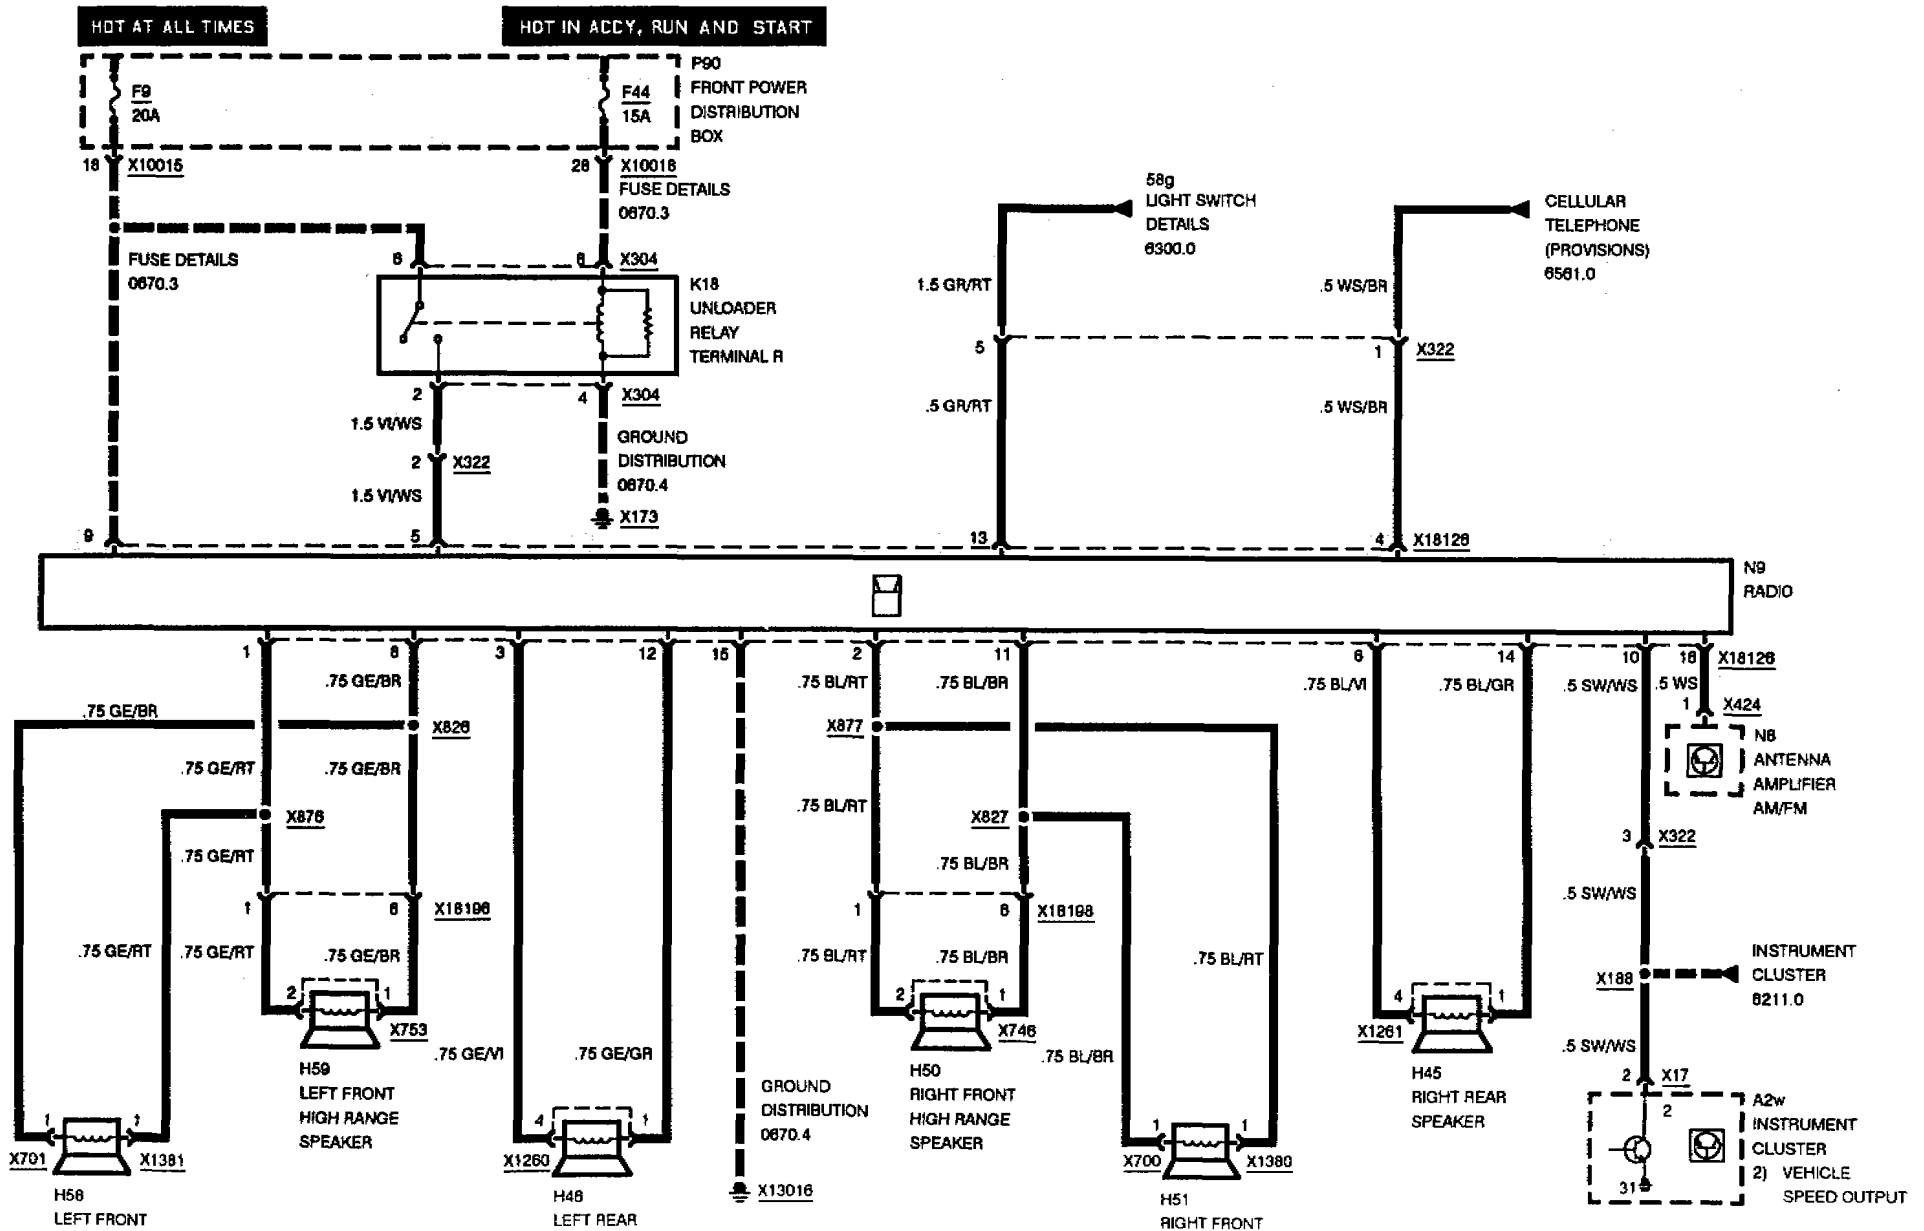 HOT AT ALL TIMES
HOT IN ACCY, RUN AND START
P90
FRONT POWER
DISTRIBUTION
BOX
F9
20A
F44
15A
18
X10015
28
X10018
FUSE DETAILS
0670.3
FUSE DETAILS
0670.3
6
6
X304
K18
UNLOADER
RELAY
TERMINAL R
2
4
X304
1.5 VI/WS
2
X322
1.5 VI/WS
GROUND
DISTRIBUTION
0670.4
X173
58g
LIGHT SWITCH
DETAILS
6300.0
CELLULAR
TELEPHONE
(PROVISIONS)
6561.0
1.5 GR/RT
.5 WS/BR
5
1
X322
.5 GR/RT
.5 WS/BR
9
5
13
4
X18126
N9
RADIO
1
8
3
12
15
2
11
6
14
10
16
X18126
.75 GE/BR
.75 BL/RT
.75 BL/BR
.75 BL/VI
.75 BL/GR
.5 SW/WS
.5 WS
1
X424
.75 GE/BR
X826
X877
N8
ANTENNA
AMPLIFIER
AM/FM
.75 GE/RT
.75 GE/BR
.75 BL/RT
X876
X827
3
X322
.75 GE/RT
.75 BL/BR
1
6
X18196
1
6
X18198
.5 SW/WS
.75 GE/RT
.75 GE/RT
.75 GE/BR
.75 BL/RT
.75 BL/BR
.75 BL/RT
X188
INSTRUMENT
CLUSTER
6211.0
2
1
X753
2
1
X746
4
1
X1261
.75 GE/VI
.75 GE/GR
.75 BL/BR
.5 SW/WS
H59
LEFT FRONT
HIGH RANGE
SPEAKER
H50
RIGHT FRONT
HIGH RANGE
SPEAKER
H45
RIGHT REAR
SPEAKER
GROUND
DISTRIBUTION
0670.4
2
X17
2
A2w
INSTRUMENT
CLUSTER
2) VEHICLE
SPEED OUTPUT
31
1
1
X701
X1381
4
1
X1260
X13016
1
1
X700
X1380
H58
LEFT FRONT
H46
LEFT REAR
H51
RIGHT FRONT